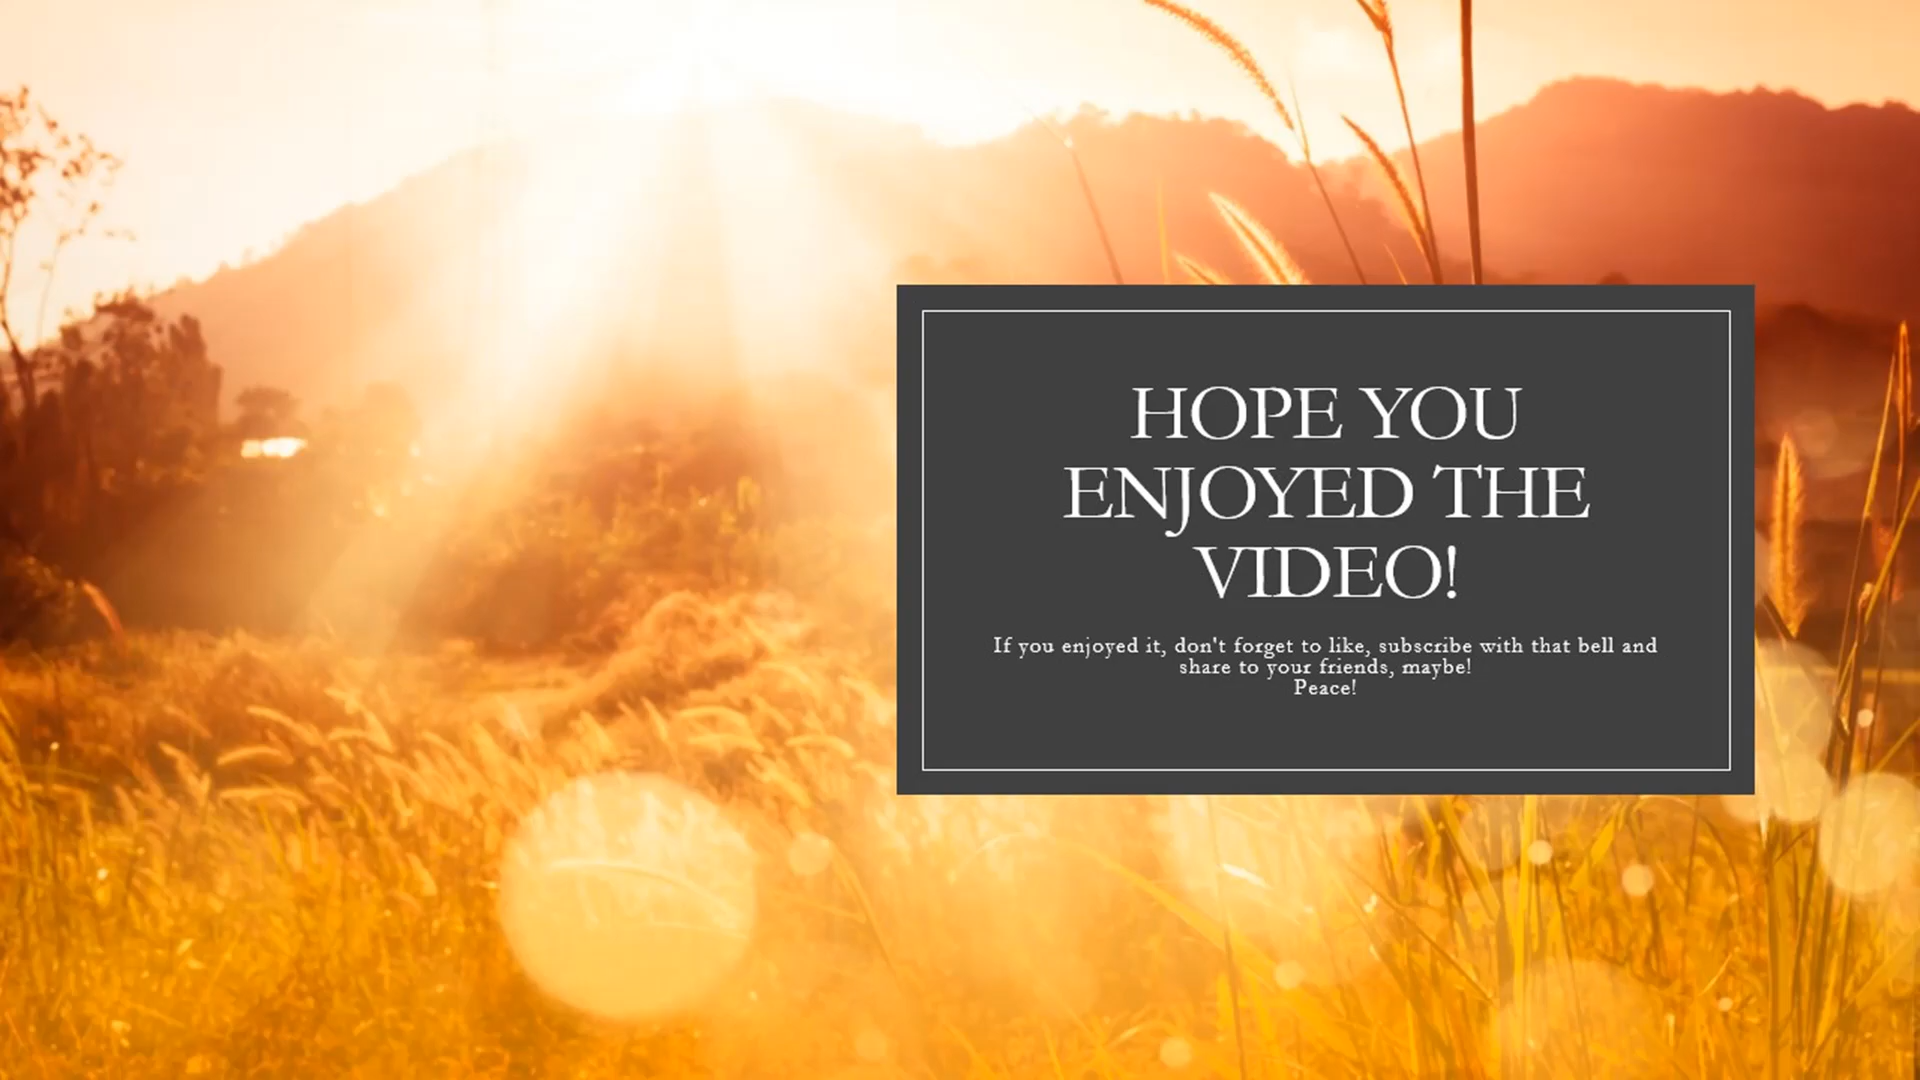 HOPE YOU
ENJOYED THE
VIDEO!
If you enjoyed it, don't forget to like, subscribe with that bell and
share to your friends, maybe!
Peace!